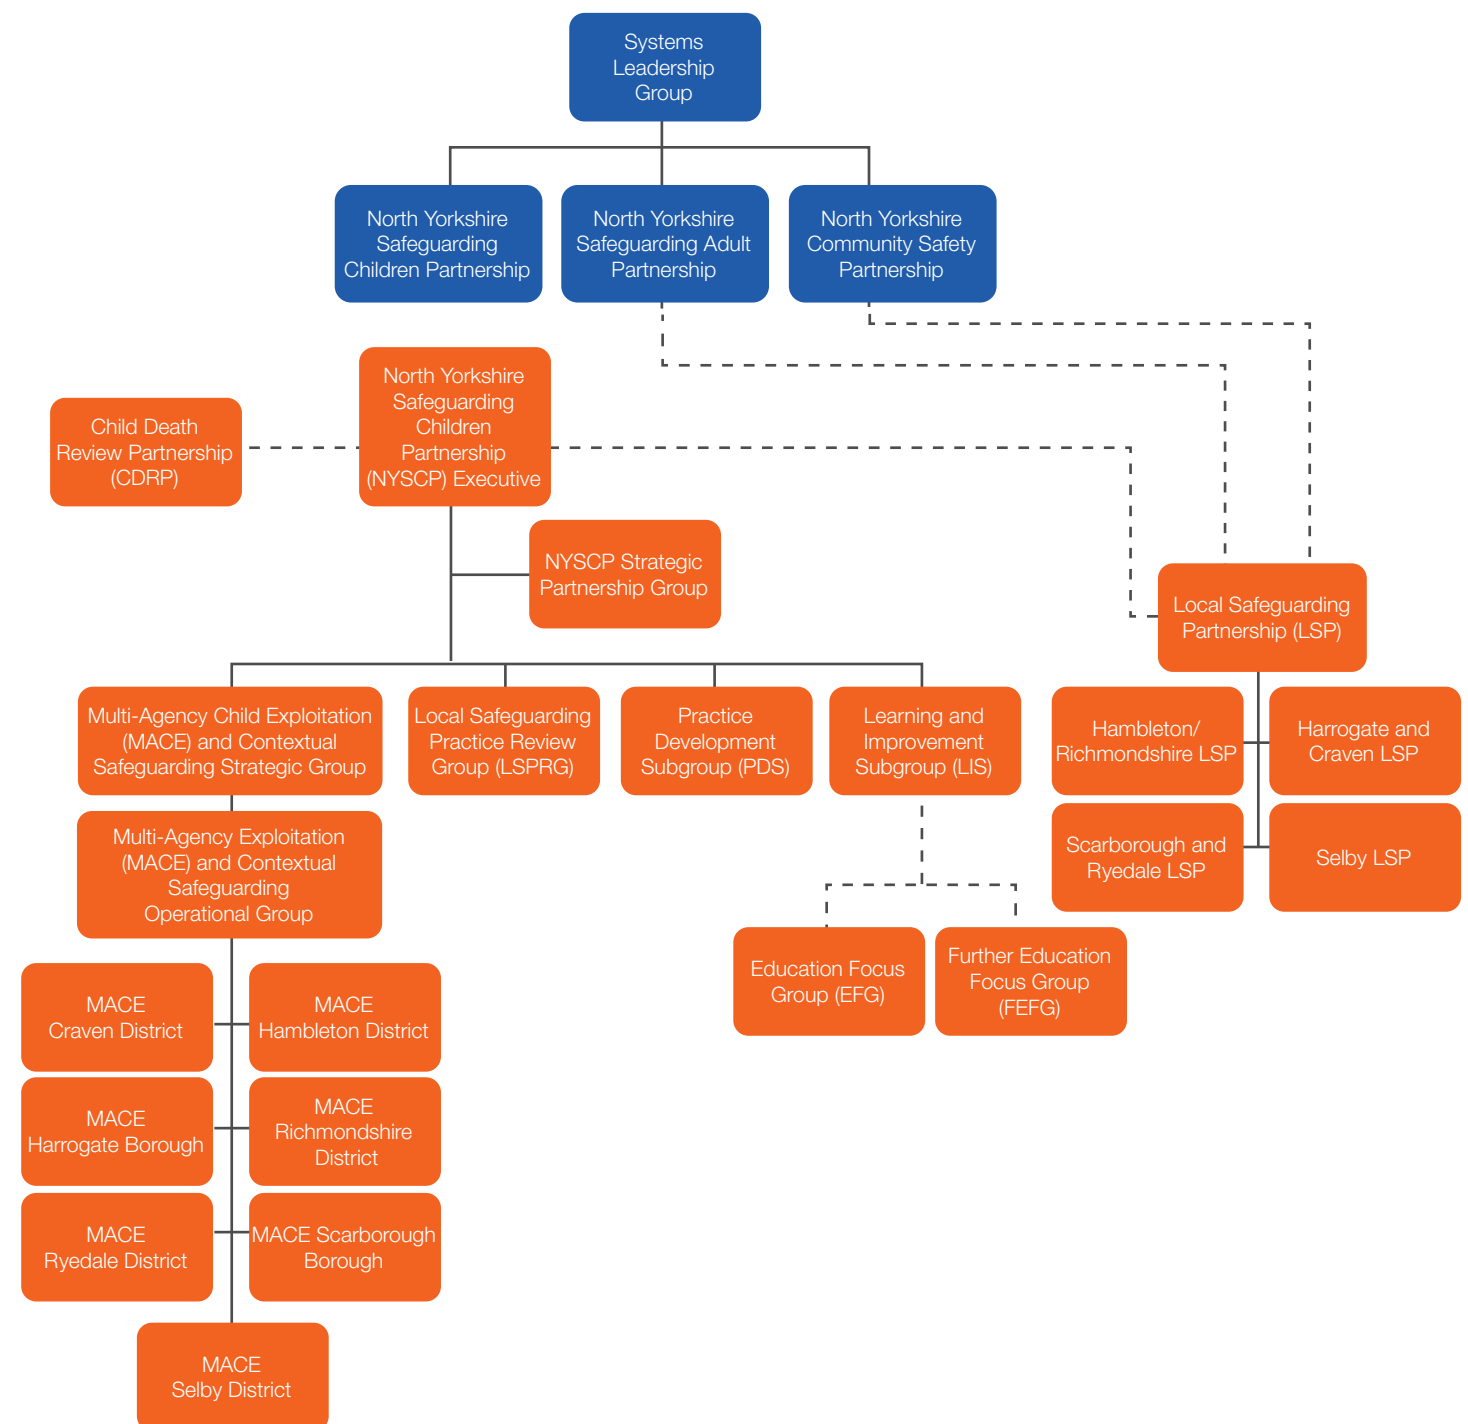 Systems
Leadership
Group
North Yorkshire
Safeguarding
Children Partnership
North Yorkshire
Safeguarding Adult
Partnership
North Yorkshire
Community Safety
Partnership
North Yorkshire
Safeguarding
Children
Partnership
(NYSCP) Executive
Child Death
Review Partnership
(CDRP)
NYSCP Strategic
Partnership Group
Local Safeguarding
Partnership (LSP)
Multi-Agency Child Exploitation
(MACE) and Contextual
Safeguarding Strategic Group
Local Safeguarding
Practice Review
Group (LSPRG)
Practice
Development
Subgroup (PDS)
Learning and
Improvement
Subgroup (LIS)
Hambleton/
Richmondshire LSP
Harrogate and
Craven LSP
Scarborough and
Ryedale LSP
Selby LSP
Multi-Agency Exploitation
(MACE) and Contextual
Safeguarding
Operational Group
Education Focus
Group (EFG)
Further Education
Focus Group
(FEFG)
MACE
Craven District
MACE
Hambleton District
MACE
Harrogate Borough
MACE
Richmondshire
District
MACE
Ryedale District
MACE Scarborough
Borough
MACE
Selby District